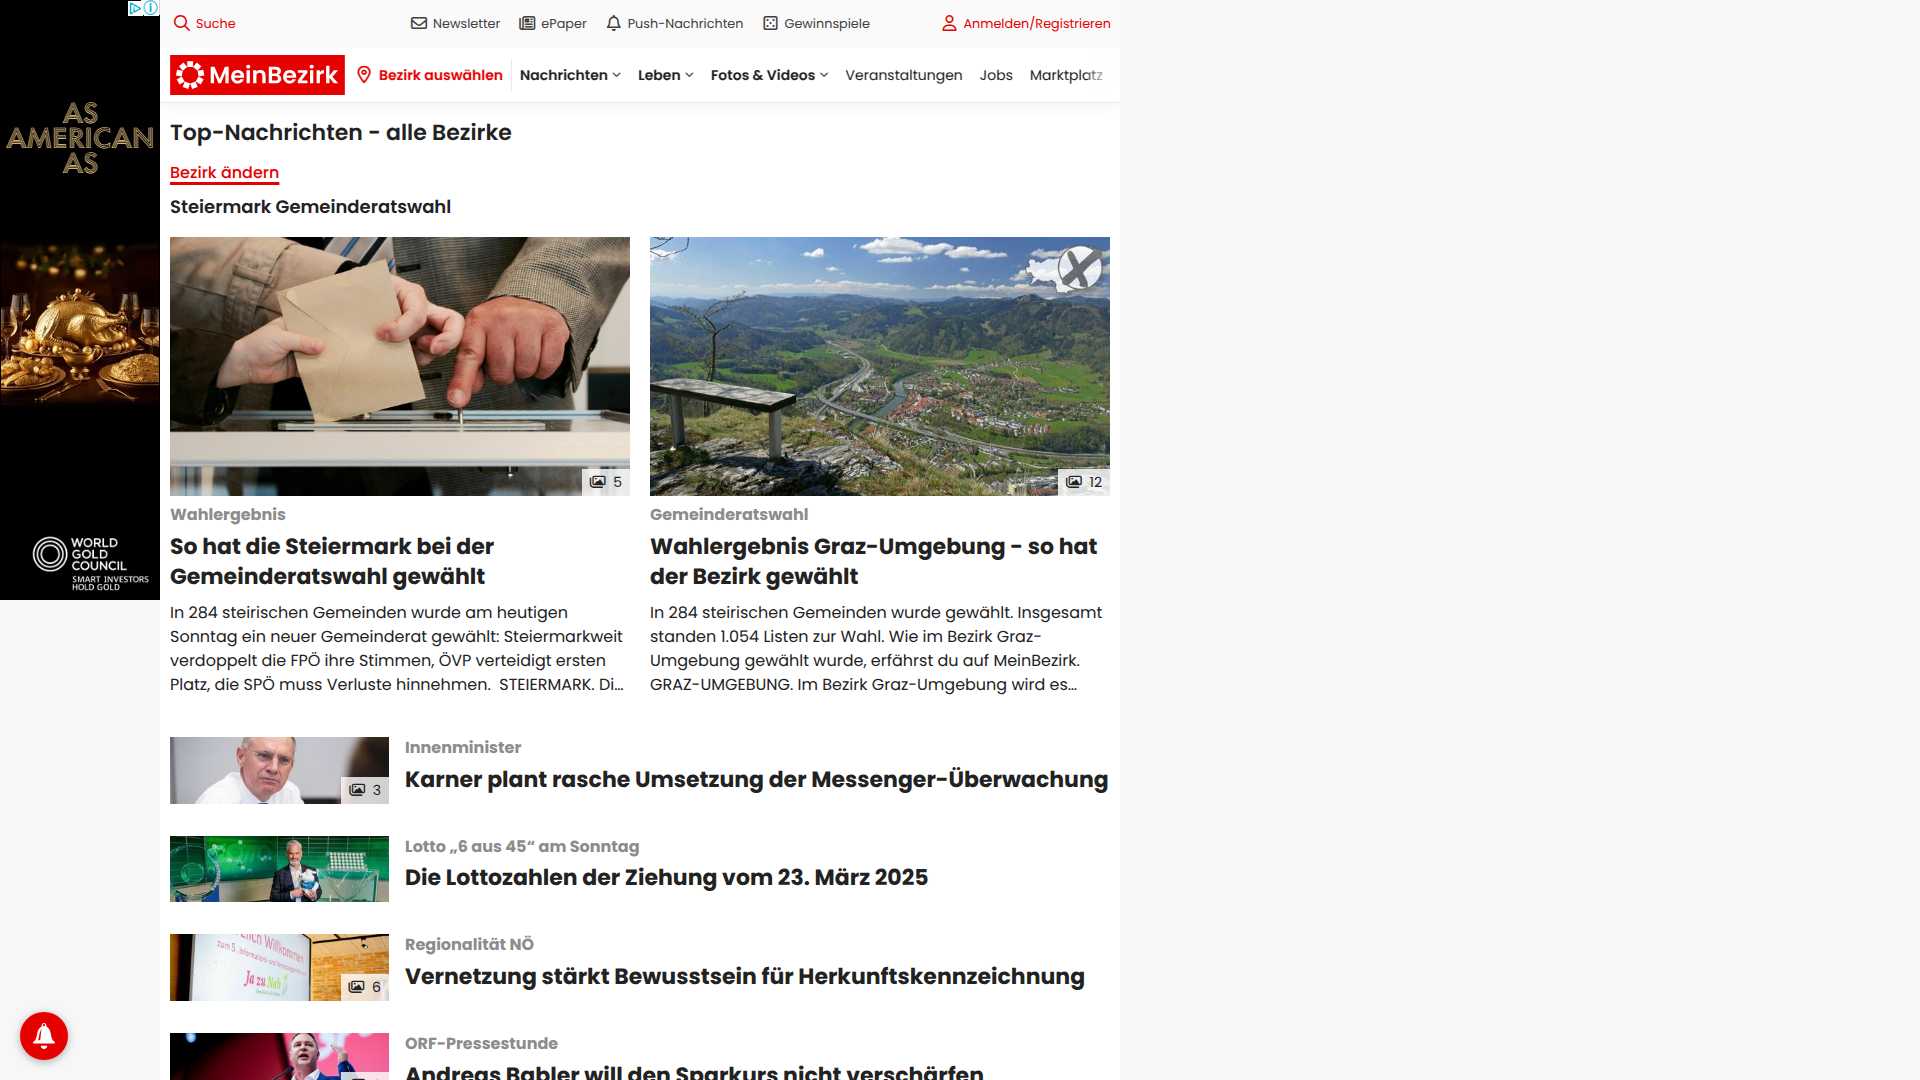 Suche
Newsletter
ePaper
Push-Nachrichten
Gewinnspiele
Anmelden/Registrieren
MeinBezirk
Bezirk auswählen
Nachrichten
Leben
Fotos & Videos
Veranstaltungen
Jobs
Marktplatz
AS
AMERICAN
AS
WORLD
GOLD
COUNCIL
SMART INVESTORS
HOLD GOLD
Top-Nachrichten - alle Bezirke
Bezirk ändern
Steiermark Gemeinderatswahl
5
Wahlergebnis
So hat die Steiermark bei der
Gemeinderatswahl gewählt
In 284 steirischen Gemeinden wurde am heutigen
Sonntag ein neuer Gemeinderat gewählt: Steiermarkweit
verdoppelt die FPÖ ihre Stimmen, ÖVP verteidigt ersten
Platz, die SPÖ muss Verluste hinnehmen. STEIERMARK. Di…
12
Gemeinderatswahl
Wahlergebnis Graz-Umgebung - so hat
der Bezirk gewählt
In 284 steirischen Gemeinden wurde gewählt. Insgesamt
standen 1.054 Listen zur Wahl. Wie im Bezirk Graz-
Umgebung gewählt wurde, erfährst du auf MeinBezirk.
GRAZ-UMGEBUNG. Im Bezirk Graz-Umgebung wird es…
3
Innenminister
Karner plant rasche Umsetzung der Messenger-Überwachung
Lotto „6 aus 45“ am Sonntag
Die Lottozahlen der Ziehung vom 23. März 2025
Willkommen
zum 5.
Ja zu Nah
6
Regionalität NÖ
Vernetzung stärkt Bewusstsein für Herkunftskennzeichnung
ORF-Pressestunde
Andreas Babler will den Sparkurs nicht verschärfen